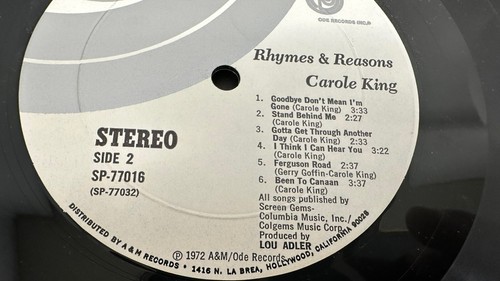 ODE RECORDS INC.
Rhymes & Reasons
Carole King
1. Goodbye Don't Mean I'm
Gone (Carole King) 3:33
2. Stand Behind Me 2:27
(Carole King)
3. Gotta Get Through Another
Day (Carole King)
4. I Think I Can Hear You 3:22
(Carole King)
5. Ferguson Road 2:37
(Gerry Goffin-Carole King)
6. Been To Canaan 3:37
(Carole King)
All songs published by
Screen Gems-
Columbia Music, Inc./
Colgems Music Corp.
Produced by
LOU ADLER
STEREO
SIDE 2
SP-77016
(SP-77032)
℗ 1972 A&M/Ode Records
DISTRIBUTED BY A & M RECORDS * 1416 N. LA BREA, HOLLYWOOD, CALIFORNIA 90028